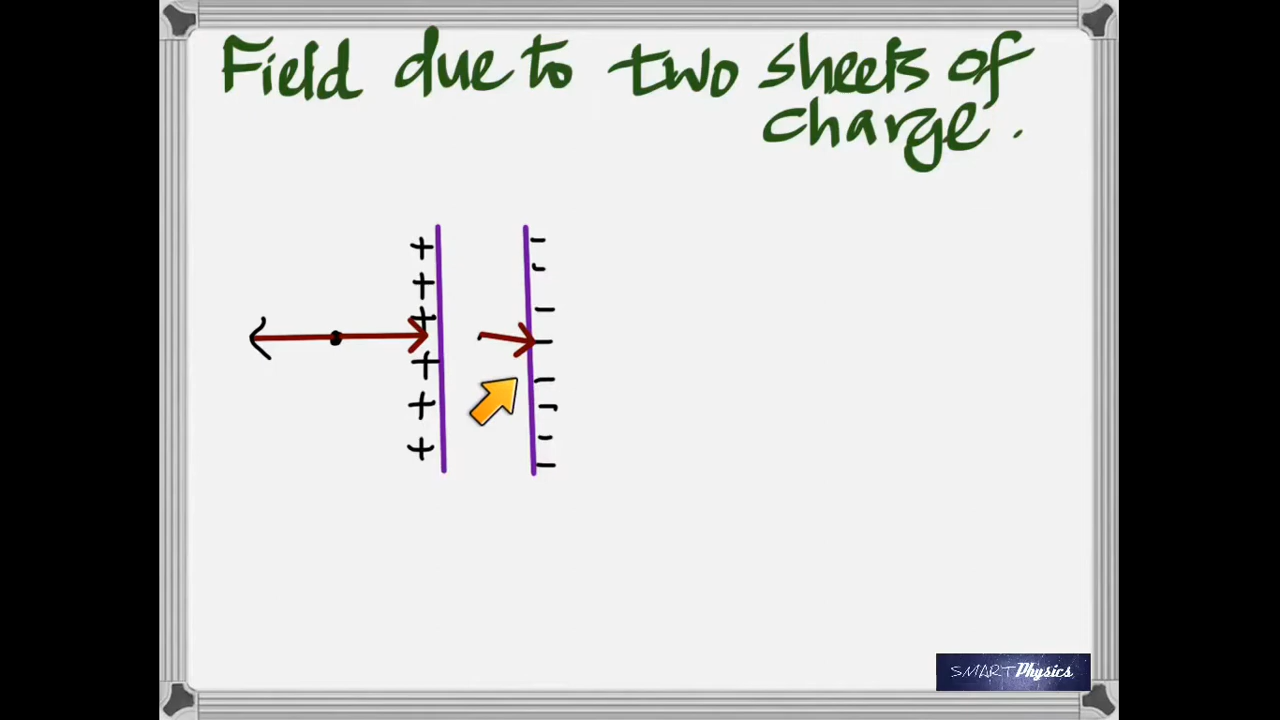 Field due to two sheets of
charge.
+ -
+ -
+ -
+ -
+ -
+ -
-
-
SMART Physics